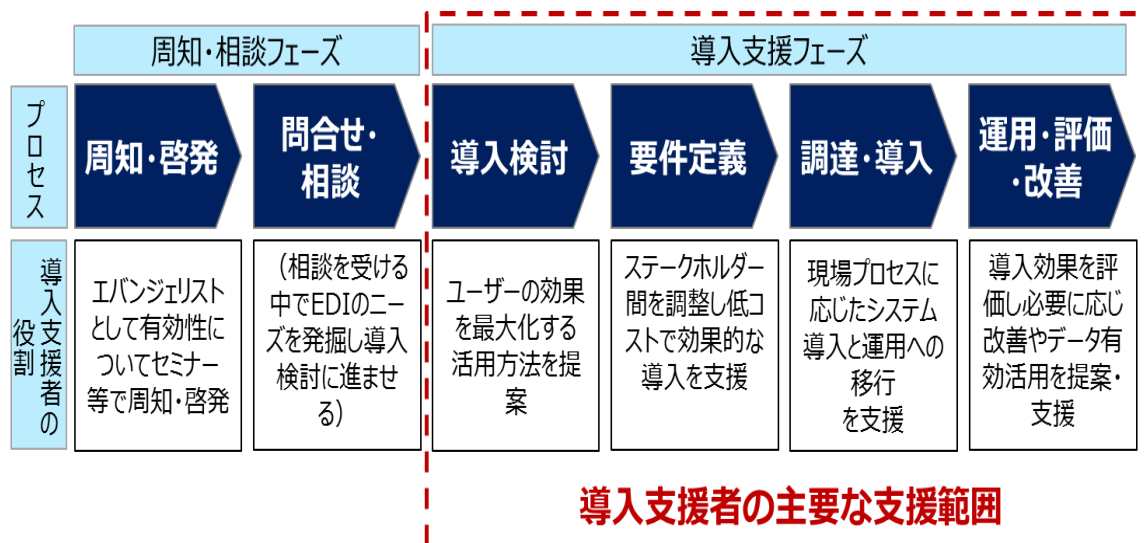 周知・相談フェーズ
導入支援フェーズ
プロセス
周知・啓発
問合せ・
相談
導入検討
要件定義
調達・導入
運用・評価
・改善
導入支援者の
役割
エバンジェリスト
として有効性に
ついてセミナー
等で周知・啓発
（相談を受ける
中でEDIのニー
ズを発掘し導入
検討に進ませ
る）
ユーザーの効果
を最大化する
活用方法を提
案
ステークホルダー
間を調整し低コ
ストで効果的な
導入を支援
現場プロセスに
応じたシステム
導入と運用への
移行
を支援
導入効果を評
価し必要に応じ
改善やデータ有
効活用を提案・
支援
導入支援者の主要な支援範囲